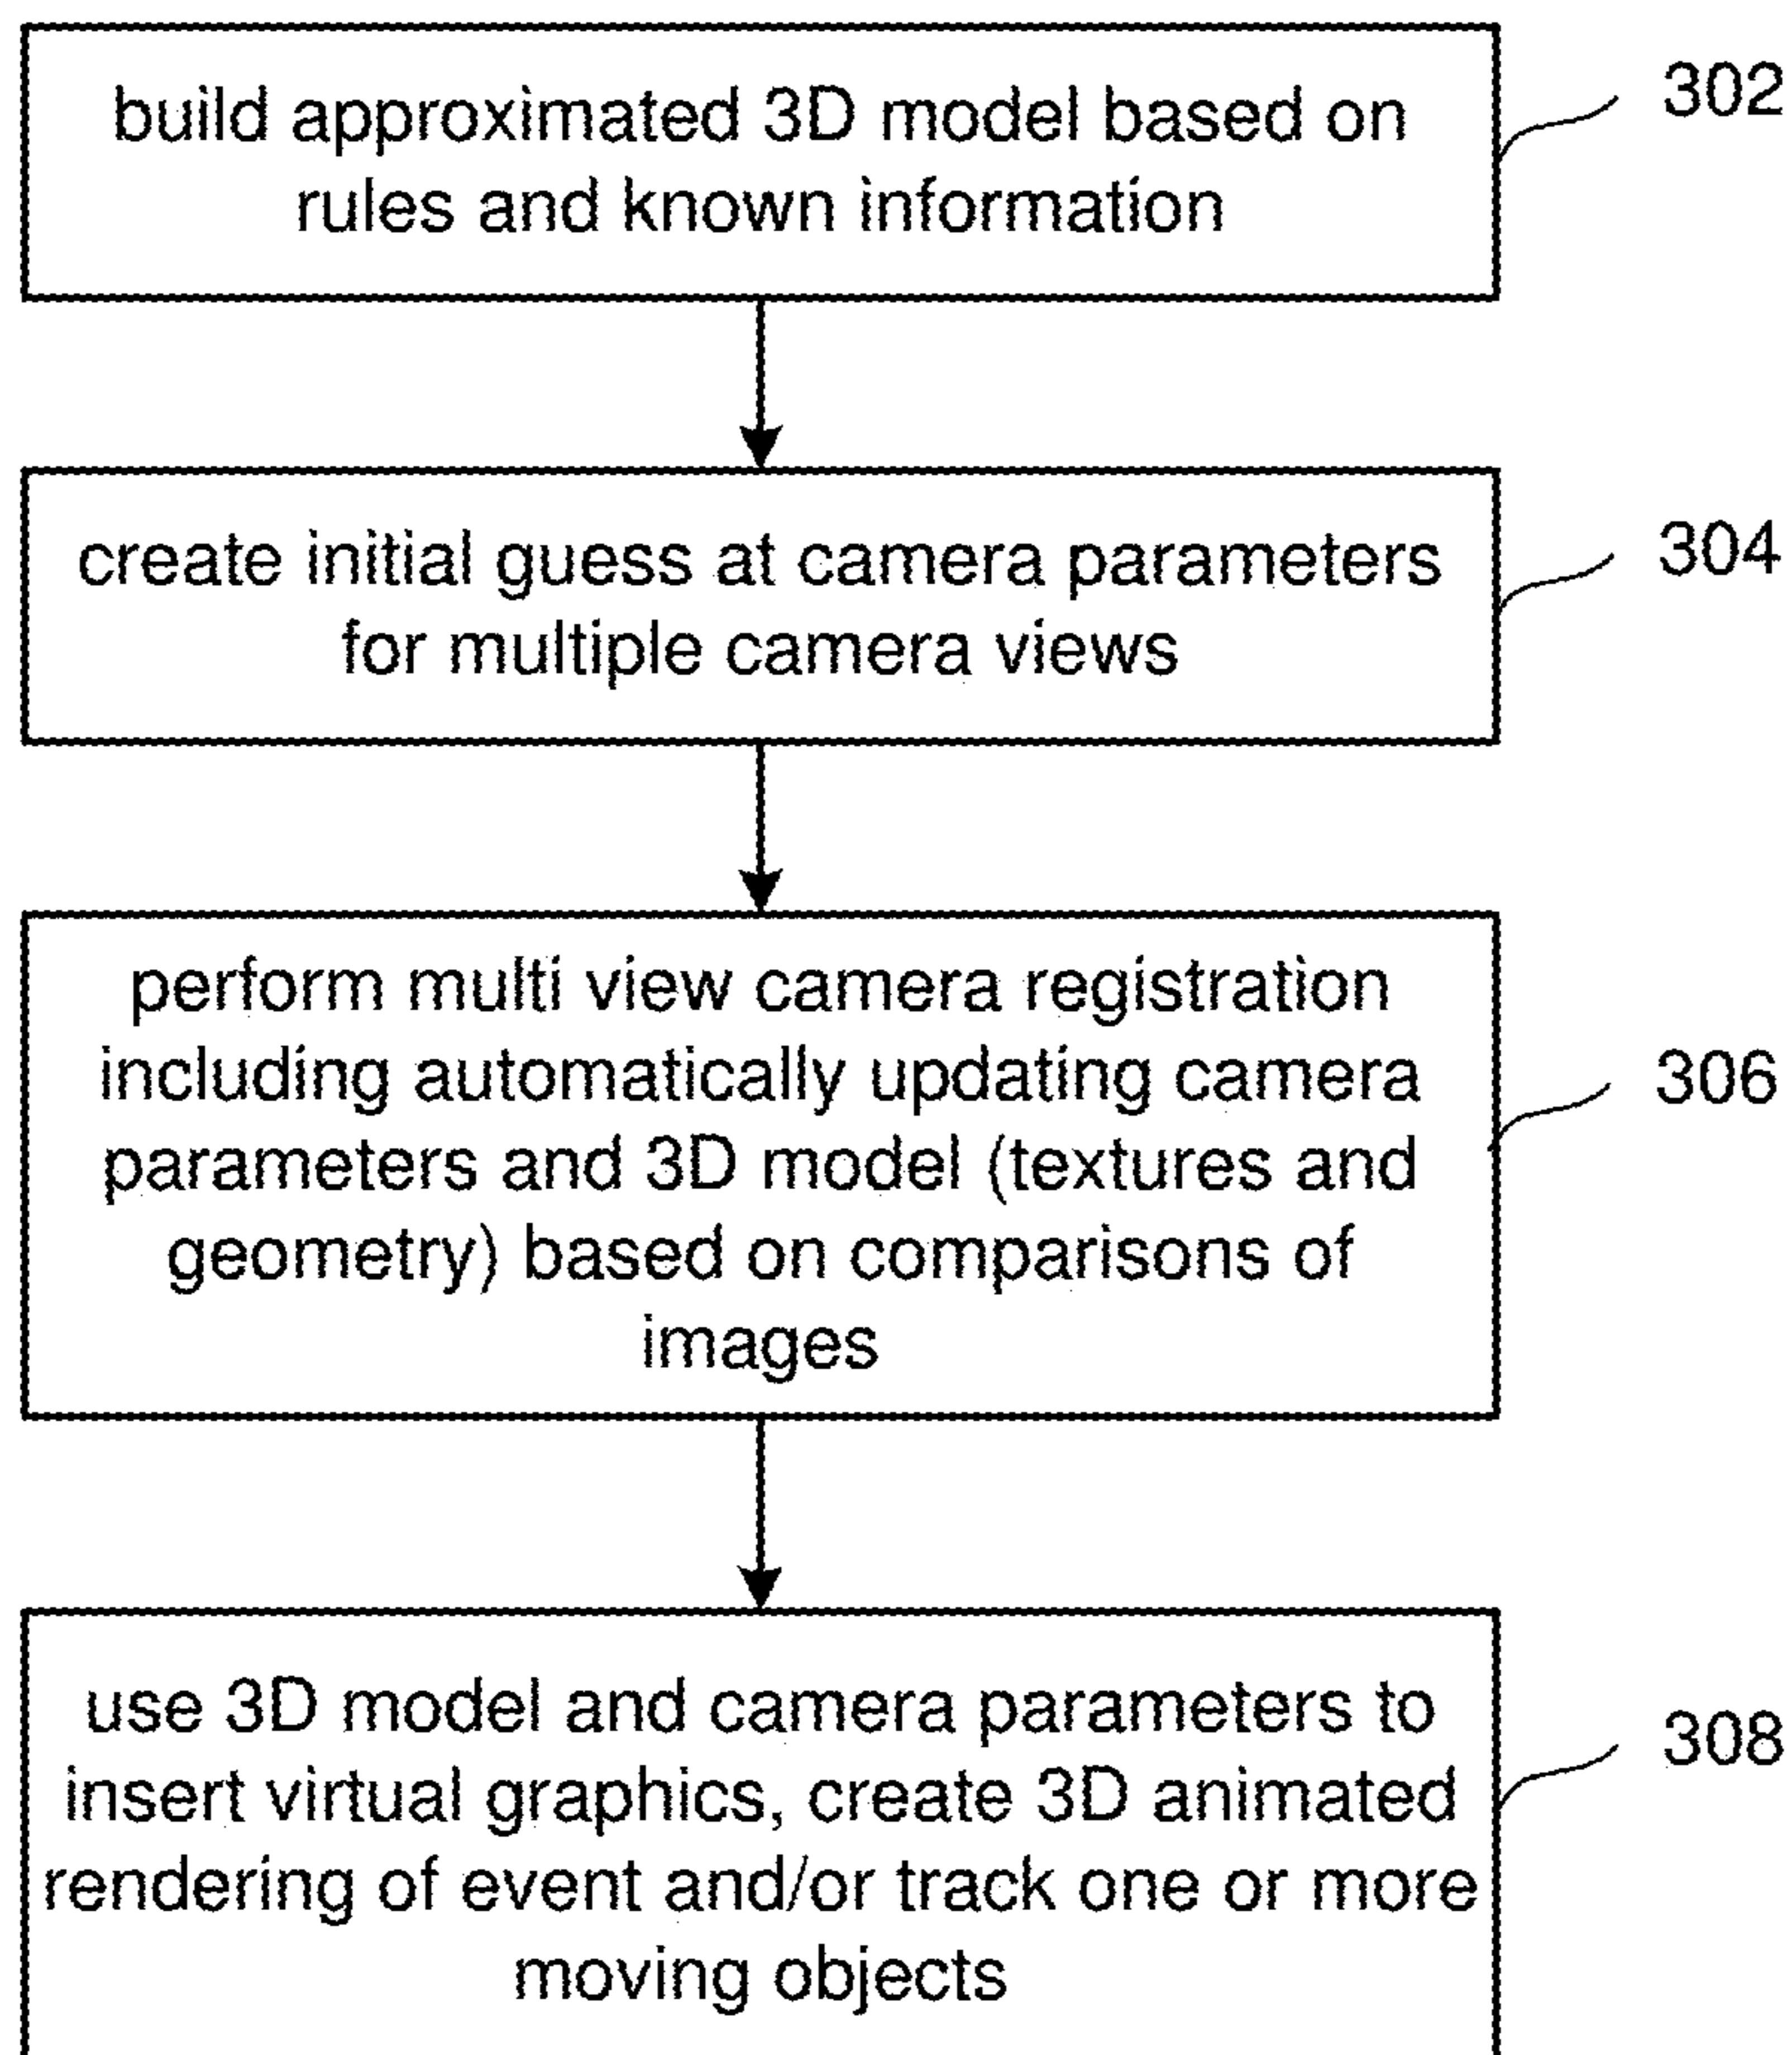 build approximated 3D model based on
rules and known information
302
create initial guess at camera parameters
for multiple camera views
304
perform multi view camera registration
including automatically updating camera
parameters and 3D model (textures and
geometry) based on comparisons of
images
306
use 3D model and camera parameters to
insert virtual graphics, create 3D animated
rendering of event and/or track one or more
moving objects
308